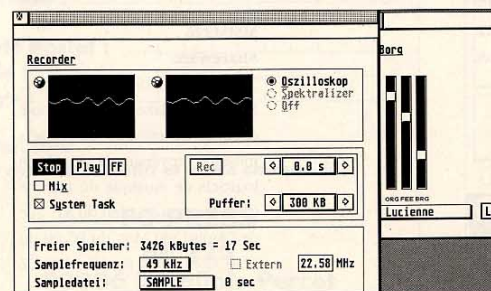 Recorder
Oszilloskop
Spektralizer
Off
Stop Play FF
Rec 0.0 s
Mix
System Task
Puffer: 300 KB
Freier Speicher: 3426 kBytes = 17 Sec
Samplefrequenz: 49 kHz Extern 22.58 MHz
Sampledatei: SAMPLE 0 sec
Borg
ORG FEE BRG
Lucienne L